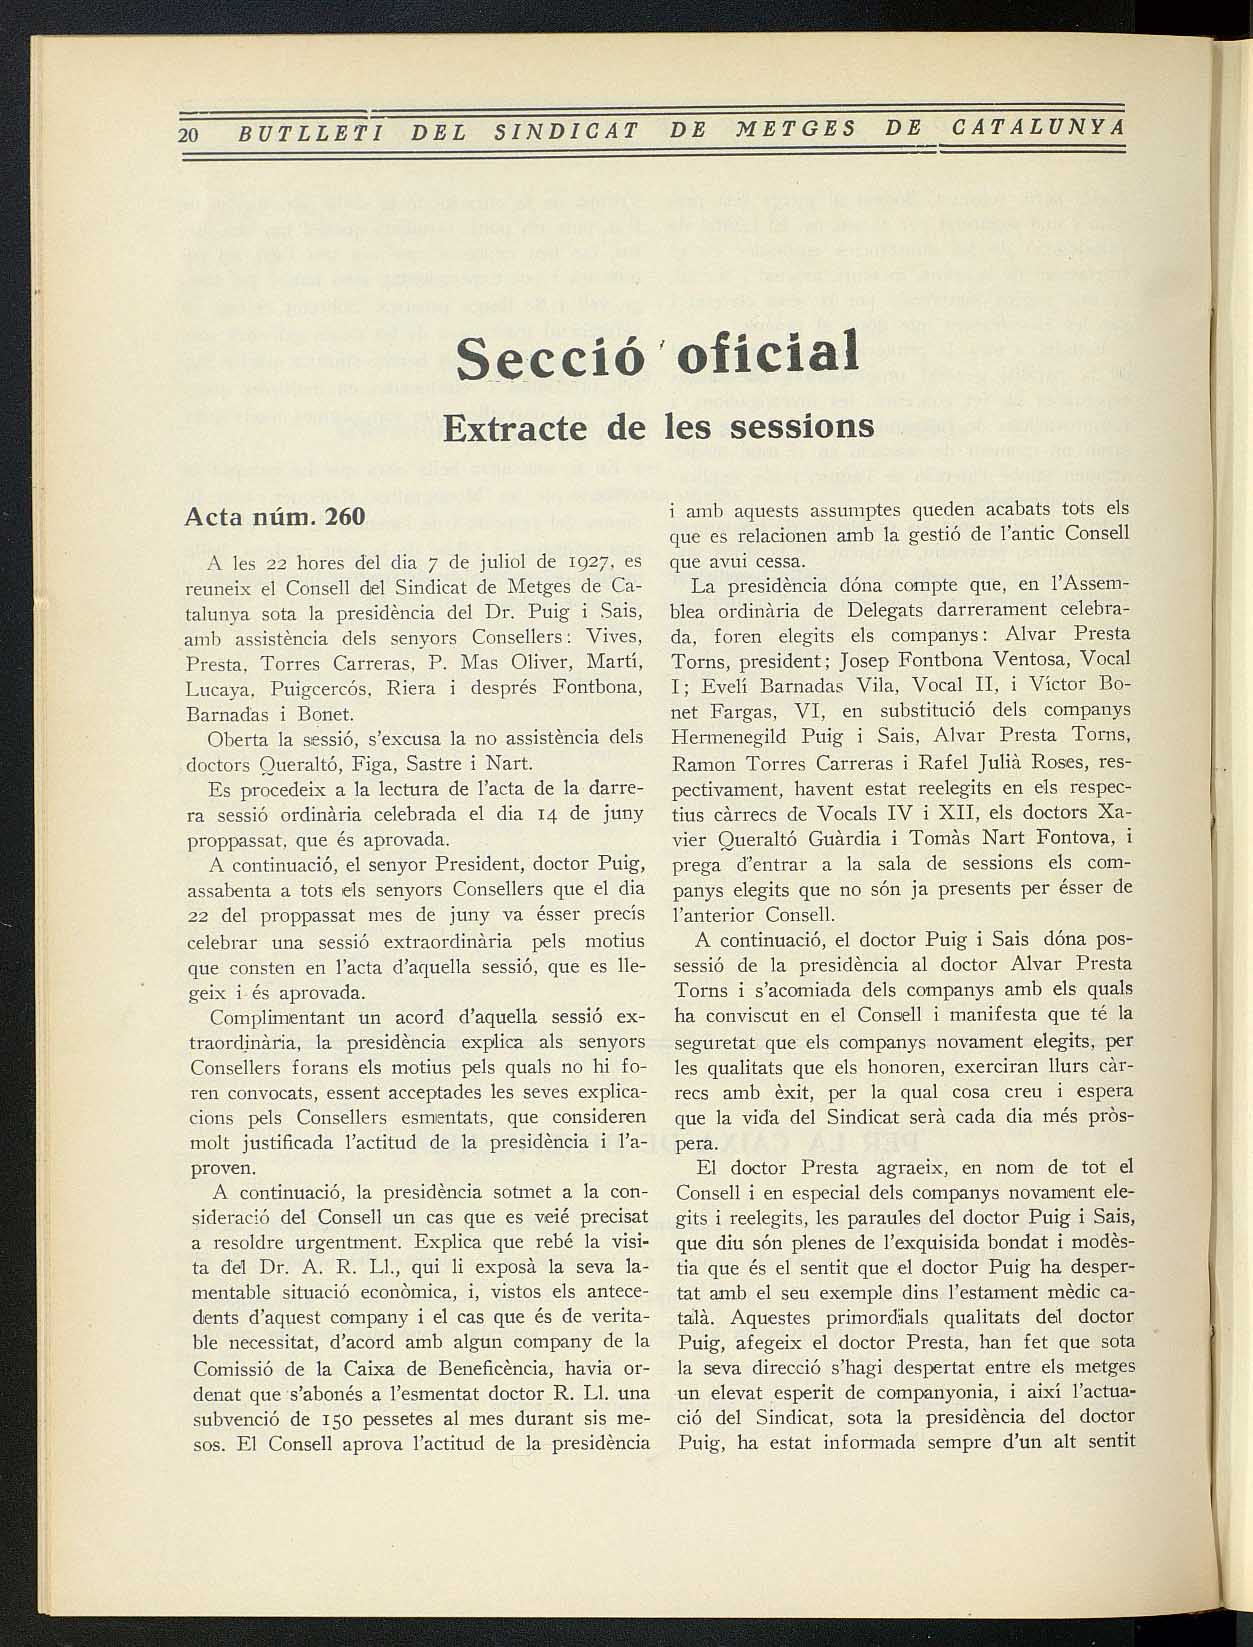 20 BUTLLETI DEL SINDICAT DE METGES DE CATALUNYA
Secció oficial
Extracte de les sessions
Acta núm. 260
A les 22 hores del dia 7 de juliol de 1927, es
reuneix el Consell del Sindicat de Metges de Ca-
talunya sota la presidència del Dr. Puig i Sais,
amb assistència dels senyors Consellers: Vives,
Presta, Torres Carreras, P. Mas Oliver, Martí,
Lucaya, Puigcercós, Riera i després Fontbona,
Barnadas i Bonet.
Oberta la sessió, s'excusa la no assistència dels
doctors Queraltó, Figa, Sastre i Nart.
Es procedeix a la lectura de l'acta de la darre-
ra sessió ordinària celebrada el dia 14 de juny
proppassat, que és aprovada.
A continuació, el senyor President, doctor Puig,
assabenta a tots els senyors Consellers que el dia
22 del proppassat mes de juny va ésser precís
celebrar una sessió extraordinària pels motius
que consten en l'acta d'aquella sessió, que es lle-
geix i és aprovada.
Complimentant un acord d'aquella sessió ex-
traordinària, la presidència explica als senyors
Consellers forans els motius pels quals no hi fo-
ren convocats, essent acceptades les seves explica-
cions pels Consellers esmentats, que consideren
molt justificada l'actitud de la presidència i l'a-
proven.
A continuació, la presidència sotmet a la con-
sideració del Consell un cas que es veié precisat
a resoldre urgentment. Explica que rebé la visi-
ta del Dr. A. R. Ll., qui li exposà la seva la-
mentable situació econòmica, i, vistos els antece-
dents d'aquest company i el cas que és de verita-
ble necessitat, d'acord amb algun company de la
Comissió de la Caixa de Beneficència, havia or-
denat que s'abonés a l'esmentat doctor R. Ll. una
subvenció de 150 pessetes al mes durant sis me-
sos. El Consell aprova l'actitud de la presidència
i amb aquests assumptes queden acabats tots els
que es relacionen amb la gestió de l'antic Consell
que avui cessa.
La presidència dóna compte que, en l'Assem-
blea ordinària de Delegats darrerament celebra-
da, foren elegits els companys: Alvar Presta
Torns, president; Josep Fontbona Ventosa, Vocal
I; Evelí Barnadas Vila, Vocal II, i Víctor Bo-
net Fargas, VI, en substitució dels companys
Hermenegild Puig i Sais, Alvar Presta Torns,
Ramon Torres Carreras i Rafel Julià Roses, res-
pectivament, havent estat reelegits en els respec-
tius càrrecs de Vocals IV i XII, els doctors Xa-
vier Queraltó Guàrdia i Tomàs Nart Fontova, i
prega d'entrar a la sala de sessions els com-
panys elegits que no són ja presents per ésser de
l'anterior Consell.
A continuació, el doctor Puig i Sais dóna pos-
sessió de la presidència al doctor Alvar Presta
Torns i s'acomiada dels companys amb els quals
ha conviscut en el Consell i manifesta que té la
seguretat que els companys novament elegits, per
les qualitats que els honoren, exerciran llurs càr-
recs amb èxit, per la qual cosa creu i espera
que la vida del Sindicat serà cada dia més pròs-
pera.
El doctor Presta agraeix, en nom de tot el
Consell i en especial dels companys novament ele-
gits i reelegits, les paraules del doctor Puig i Sais,
que diu són plenes de l'exquisida bondat i modès-
tia que és el sentit que el doctor Puig ha desper-
tat amb el seu exemple dins l'estament mèdic ca-
talà. Aquestes primordials qualitats del doctor
Puig, afegeix el doctor Presta, han fet que sota
la seva direcció s'hagi despertat entre els metges
un elevat esperit de companyonia, i així l'actua-
ció del Sindicat, sota la presidència del doctor
Puig, ha estat informada sempre d'un alt sentit